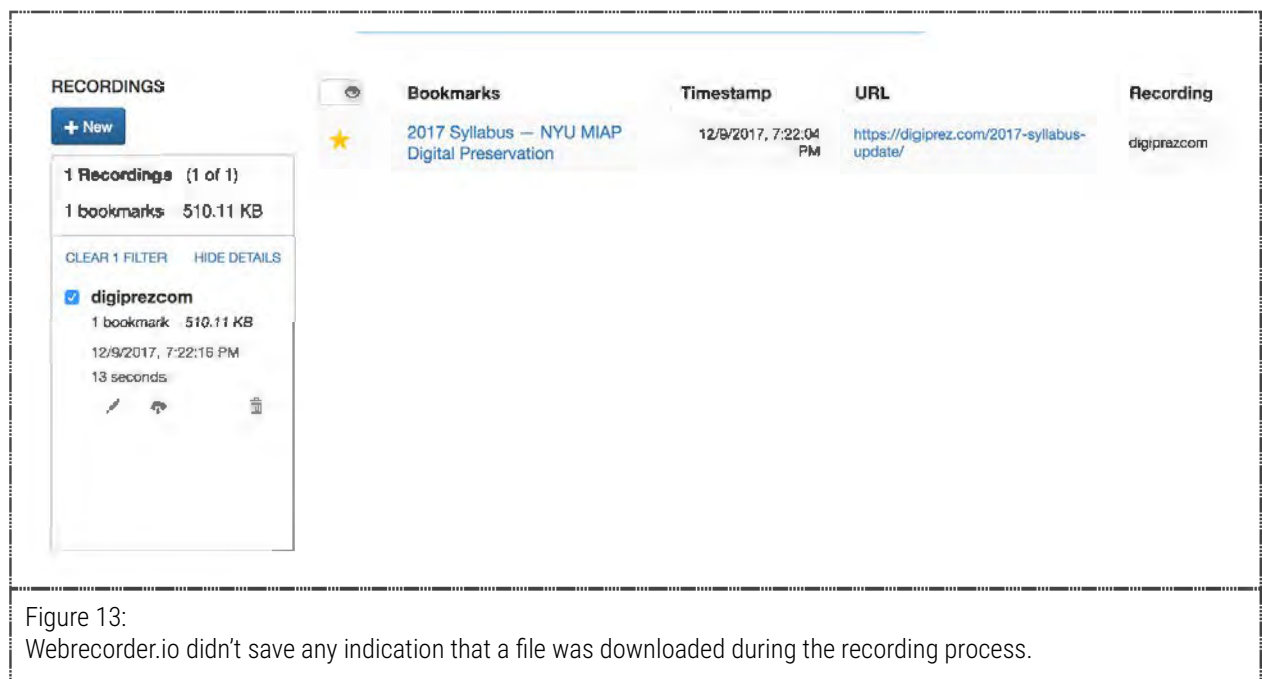 RECORDINGS
+ New
1 Recordings (1 of 1)
1 bookmarks 510.11 KB
CLEAR 1 FILTER HIDE DETAILS
digiprezcom
1 bookmark 510.11 KB
12/9/2017, 7:22:16 PM
13 seconds
Bookmarks Timestamp URL Recording
2017 Syllabus — NYU MIAP
Digital Preservation
12/9/2017, 7:22:04
PM
https://digiprez.com/2017-syllabus-
update/
digiprezcom
Figure 13:
Webrecorder.io didn't save any indication that a file was downloaded during the recording process.